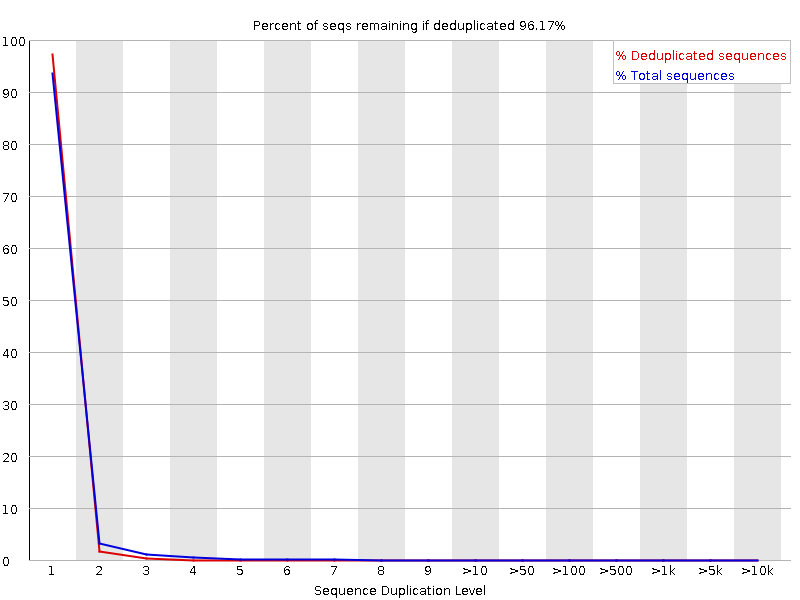 Percent of seqs remaining if deduplicated 96.17%
% Deduplicated sequences
% Total sequences
100
90
80
70
60
50
40
30
20
10
0
1 2 3 4 5 6 7 8 9 >10 >50 >100 >500 >1k >5k >10k
Sequence Duplication Level